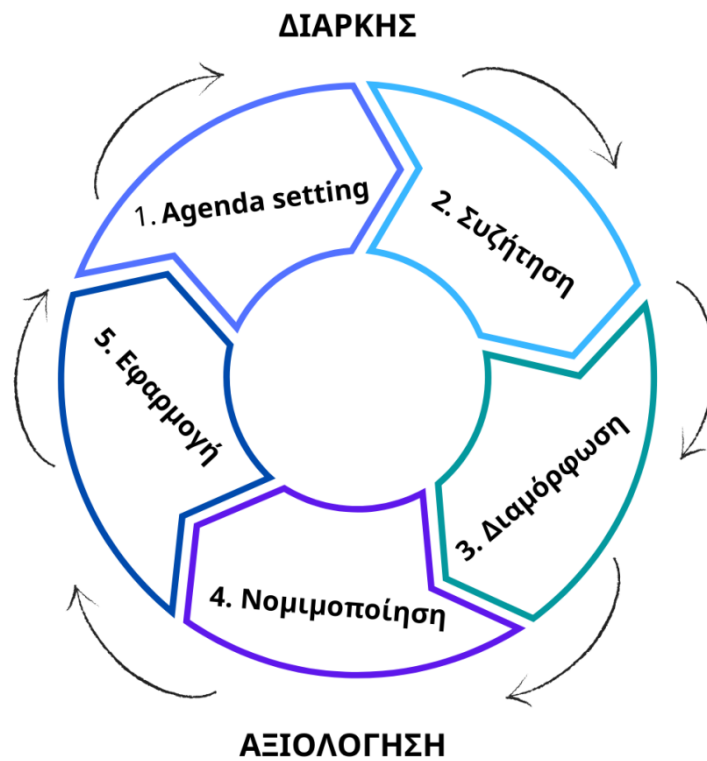 ΔΙΑΡΚΗΣ
1. Agenda setting
2. Συζήτηση
3. Διαμόρφωση
4. Νομιμοποίηση
5. Εφαρμογή
ΑΞΙΟΛΟΓΗΣΗ